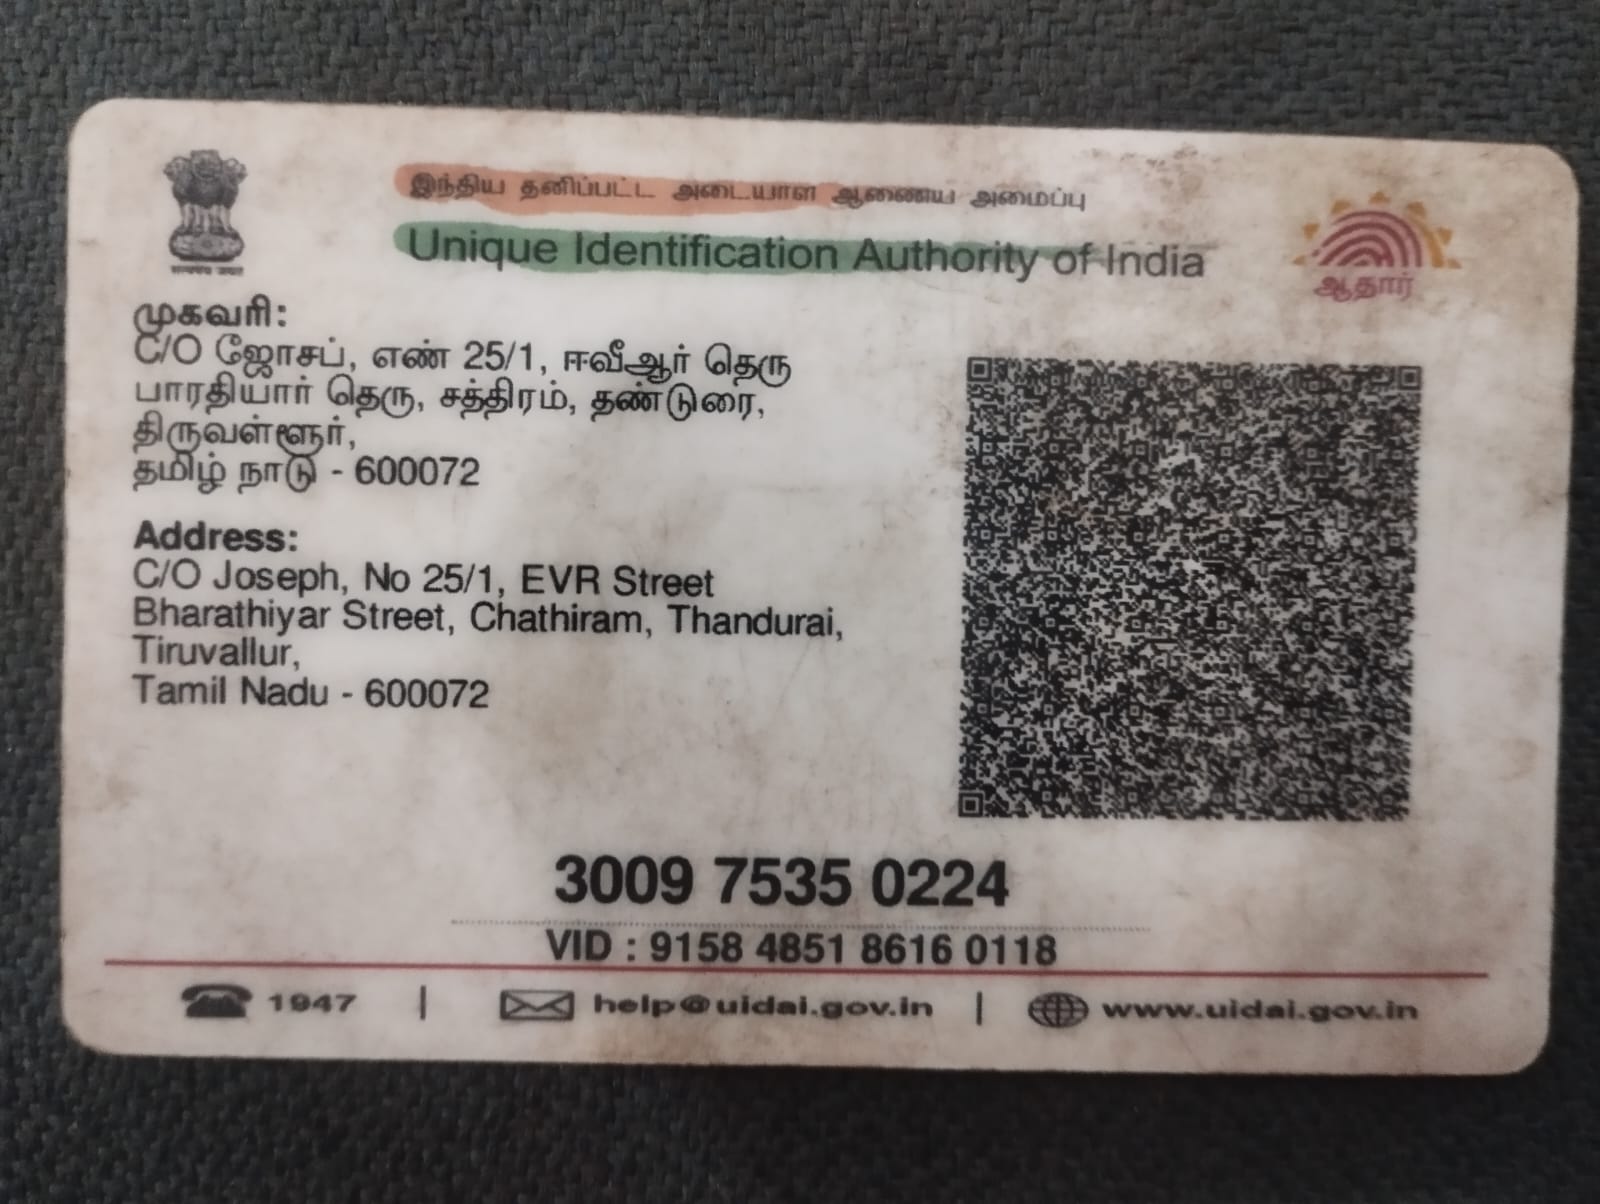 இந்திய தனிப்பட்ட அடையாள ஆணைய அமைப்பு
Unique Identification Authority of India
ஆதார்
முகவரி:
C/O ஜோசப், எண் 25/1, ஈவீஆர் தெரு
பாரதியார் தெரு, சத்திரம், தண்டுரை,
திருவள்ளூர்,
தமிழ் நாடு - 600072
Address:
C/O Joseph, No 25/1, EVR Street
Bharathiyar Street, Chathiram, Thandurai,
Tiruvallur,
Tamil Nadu - 600072
3009 7535 0224
VID : 9158 4851 8616 0118
1947 | help@uidai.gov.in | www.uidai.gov.in